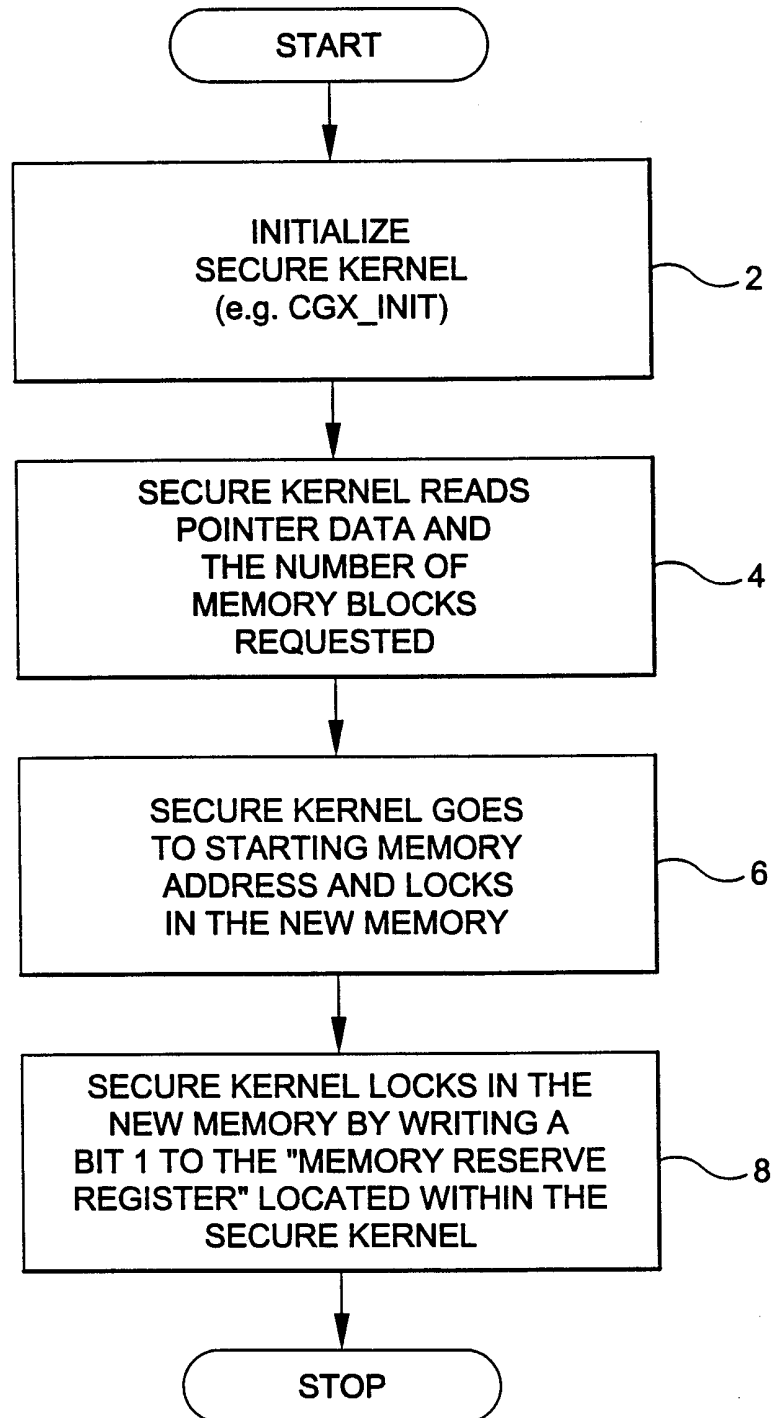 START
INITIALIZE
SECURE KERNEL
(e.g. CGX_INIT)
2
SECURE KERNEL READS
POINTER DATA AND
THE NUMBER OF
MEMORY BLOCKS
REQUESTED
4
SECURE KERNEL GOES
TO STARTING MEMORY
ADDRESS AND LOCKS
IN THE NEW MEMORY
6
SECURE KERNEL LOCKS IN THE
NEW MEMORY BY WRITING A
BIT 1 TO THE "MEMORY RESERVE
REGISTER" LOCATED WITHIN THE
SECURE KERNEL
8
STOP